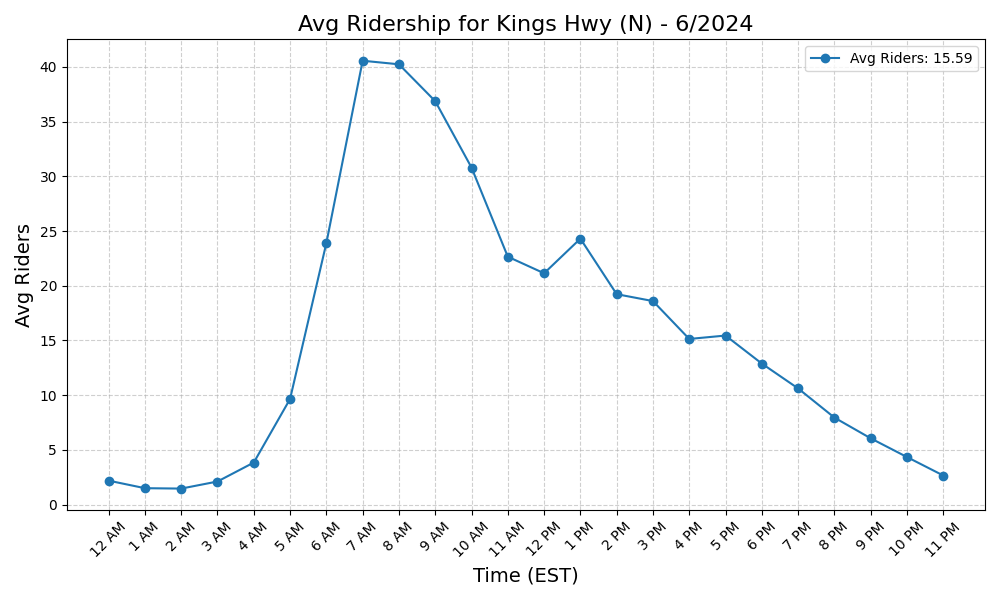 Avg Ridership for Kings Hwy (N) - 6/2024
Avg Riders: 15.59
Avg Riders
40
35
30
25
20
15
10
5
0
12 AM
1 AM
2 AM
3 AM
4 AM
5 AM
6 AM
7 AM
8 AM
9 AM
10 AM
11 AM
12 PM
1 PM
2 PM
3 PM
4 PM
5 PM
6 PM
7 PM
8 PM
9 PM
10 PM
11 PM
Time (EST)